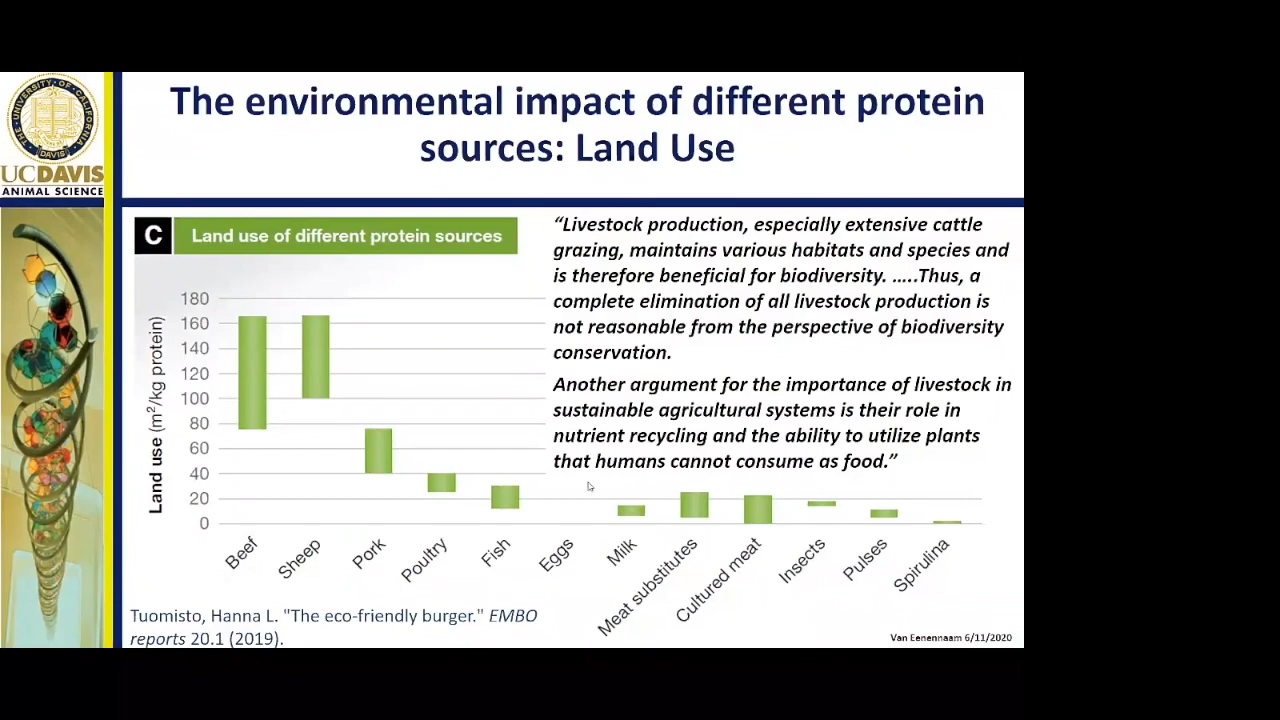 THE UNIVERSITY OF CALIFORNIA
DAVIS
UCDAVIS
ANIMAL SCIENCE
The environmental impact of different protein
sources: Land Use
C
Land use of different protein sources
Land use (m²/kg protein)
180
160
140
120
100
80
60
40
20
0
Beef
Sheep
Pork
Poultry
Fish
Eggs
Milk
Meat substitutes
Cultured meat
Insects
Pulses
Spirulina
“Livestock production, especially extensive cattle
grazing, maintains various habitats and species and
is therefore beneficial for biodiversity. …..Thus, a
complete elimination of all livestock production is
not reasonable from the perspective of biodiversity
conservation.
Another argument for the importance of livestock in
sustainable agricultural systems is their role in
nutrient recycling and the ability to utilize plants
that humans cannot consume as food.”
Tuomisto, Hanna L. "The eco-friendly burger." EMBO
reports 20.1 (2019).
Van Eenennaam 6/11/2020